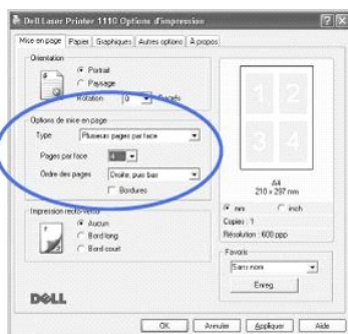 Dell Laser Printer 1110 Options d'impression
Mise en page Papier Graphiques Autres options À propos
Orientation
Portrait
Paysage
Rotation 0 Degrés
Options de mise en page
Type Plusieurs pages par face
Pages par face 4
Ordre des pages Droite, puis bas
Bordures
Impression recto-verso
Aucun
Bord long
Bord court
1 2
3 4
A4
210 x 297 mm
mm inch
Copies : 1
Résolution : 600 ppp
Favoris
Sans nom
Enreg.
DELL
OK Annuler Appliquer Aide